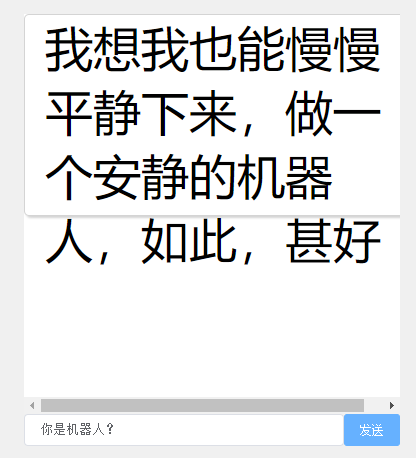 我想我也能慢慢
平静下来，做一
个安静的机器
人，如此，甚好
你是机器人？
发送